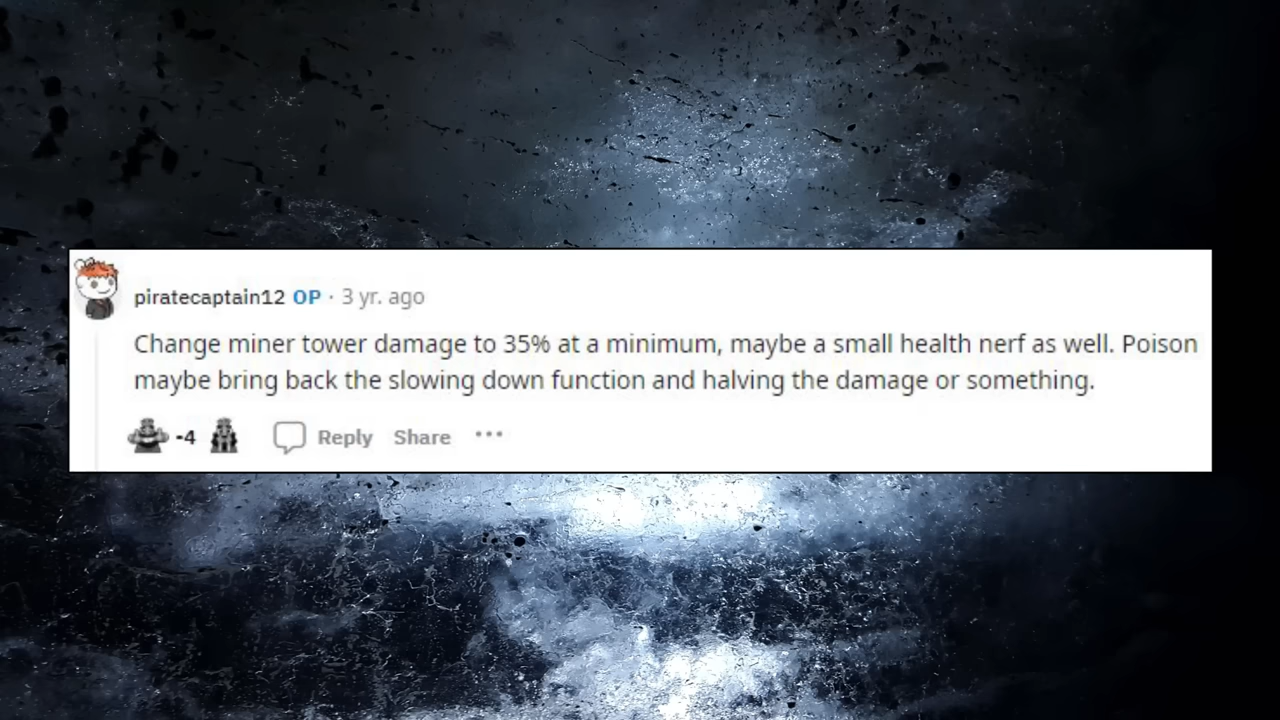 piratecaptain12 OP · 3 yr. ago
Change miner tower damage to 35% at a minimum, maybe a small health nerf as well. Poison
maybe bring back the slowing down function and halving the damage or something.
-4 Reply Share ···